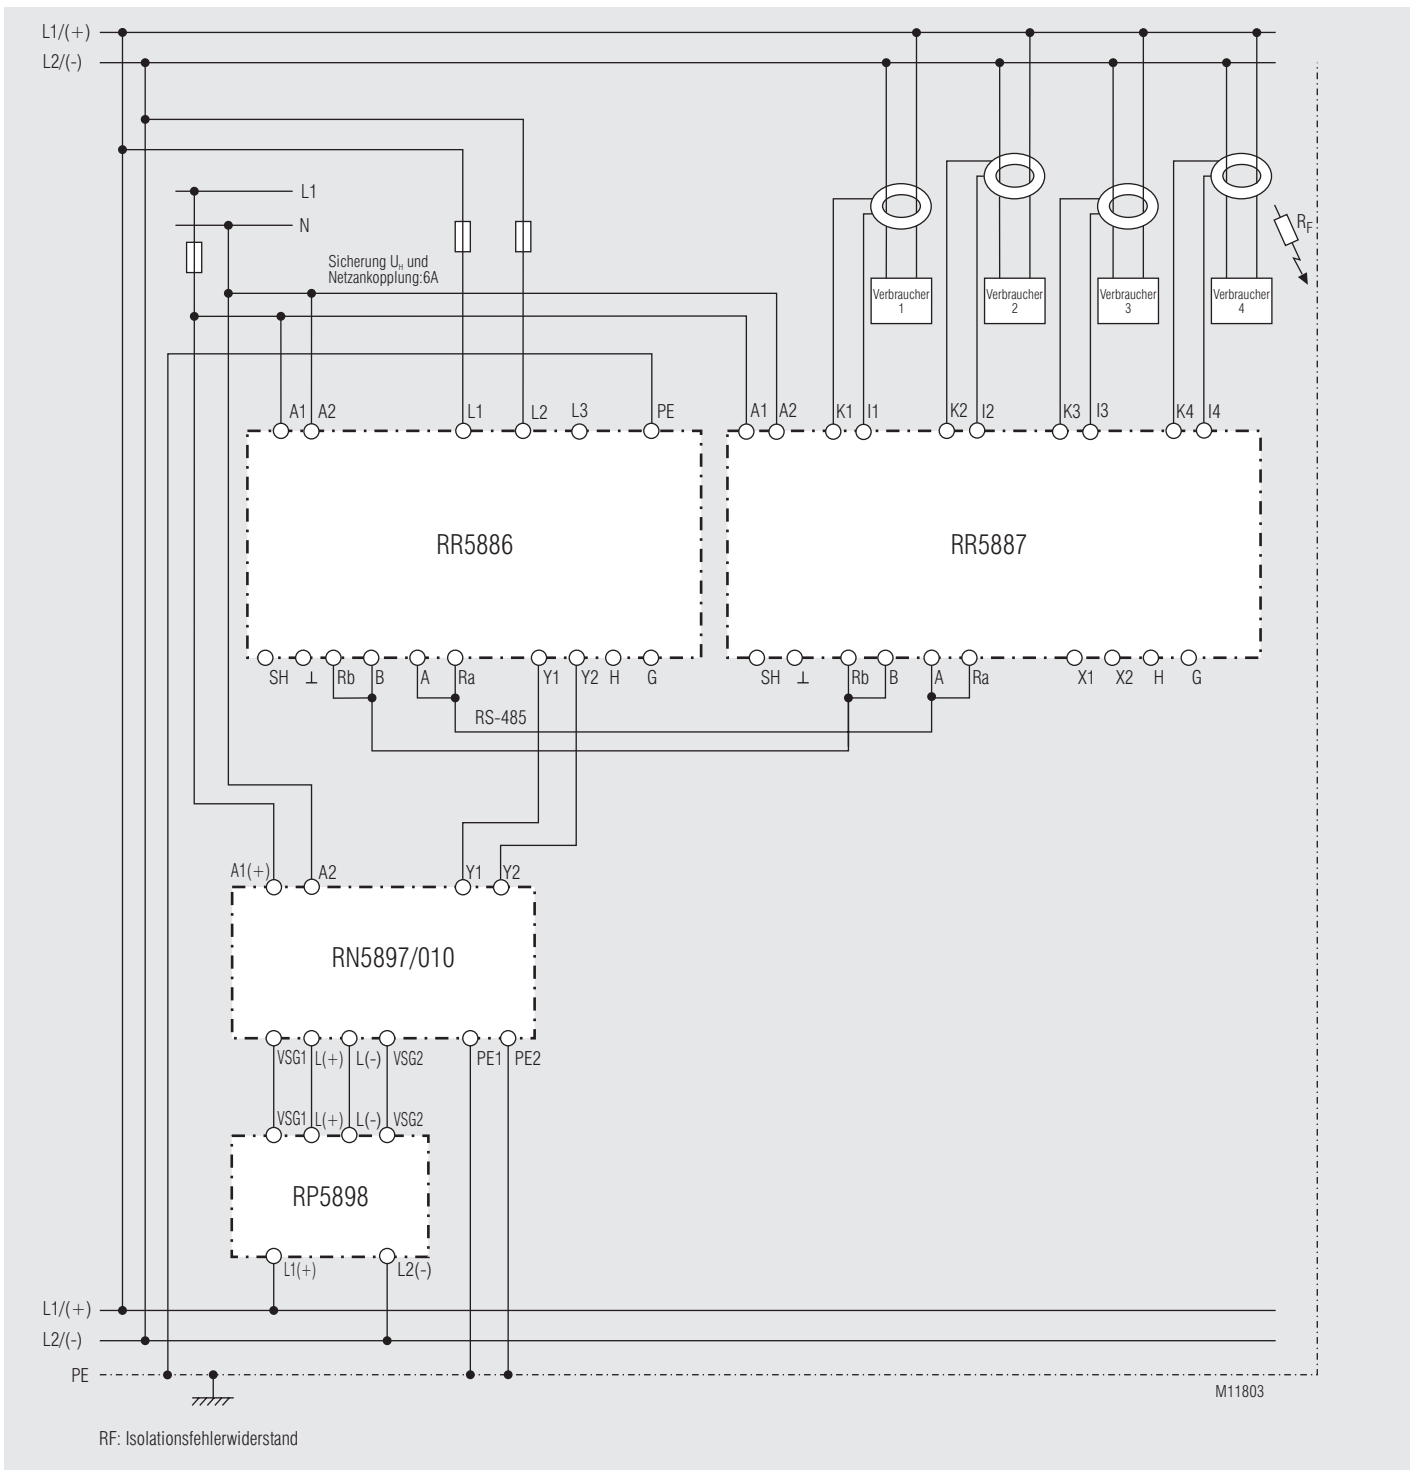 L1/(+)
L2/(-)
L1
N
Sicherung UH und
Netzankopplung:6A
RF
Verbraucher
1
Verbraucher
2
Verbraucher
3
Verbraucher
4
A1 A2 L1 L2 L3 PE A1 A2 K1 I1 K2 I2 K3 I3 K4 I4
RR5886
RR5887
SH ⊥ Rb B A Ra Y1 Y2 H G SH ⊥ Rb B A Ra X1 X2 H G
RS-485
A1(+) A2 Y1 Y2
RN5897/010
VSG1 L(+) L(-) VSG2 PE1 PE2
VSG1 L(+) L(-) VSG2
RP5898
L1(+) L2(-)
L1/(+)
L2/(-)
PE
M11803
RF: Isolationsfehlerwiderstand